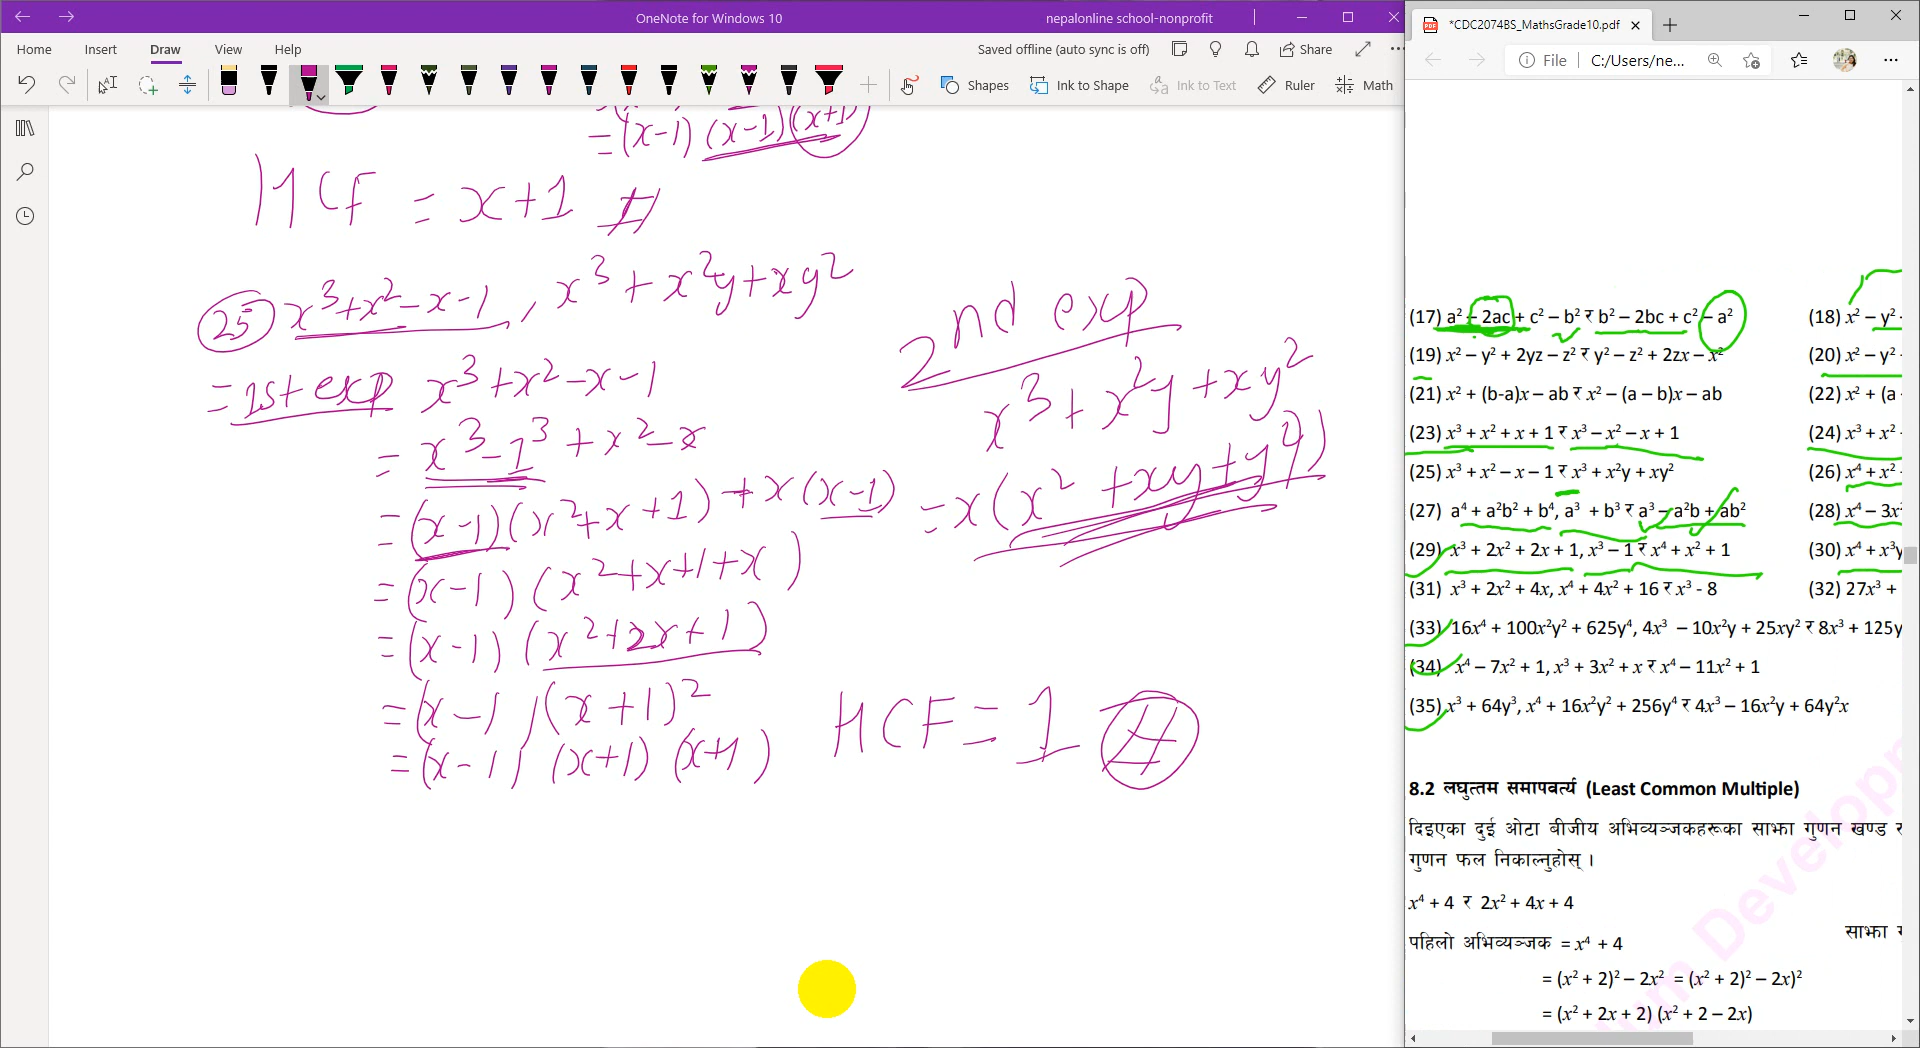 OneNote for Windows 10
nepalonline school-nonprofit
Home Insert Draw View Help
Saved offline (auto sync is off) Share
Shapes Ink to Shape Ink to Text Ruler Math
= (x-1) (x-1) (x+1)
HCF = x+1 #
(25) x³+x²-x-1 , x³+x²y+xy²
= 1st exp x³+x²-x-1
= x³-1³+x²-x
= (x-1)(x²+x+1)+x(x-1)
= (x-1) (x²+x+1+x)
= (x-1) (x²+2x+1)
= (x-1)(x+1)²
= (x-1) (x+1) (x+1)
2nd exp
x³+x²y+xy²
= x(x²+xy+y²)
HCF = 1 #
*CDC2074BS_MathsGrade10.pdf
File C:/Users/ne...
(17) a² – 2ac + c² – b² र b² – 2bc + c² – a² (18) x² – y²
(19) x² – y² + 2yz – z² र y² – z² + 2zx – x² (20) x² – y²
(21) x² + (b-a)x – ab र x² – (a – b)x – ab (22) x² + (a
(23) x³ + x² + x + 1 र x³ – x² – x + 1 (24) x³ + x²
(25) x³ + x² – x – 1 र x³ + x²y + xy² (26) x⁴ + x²
(27) a⁴ + a²b² + b⁴, a³ + b³ र a³ – a²b + ab² (28) x⁴ – 3x²
(29) x³ + 2x² + 2x + 1, x³ – 1 र x⁴ + x² + 1 (30) x⁴ + x³y
(31) x³ + 2x² + 4x, x⁴ + 4x² + 16 र x³ - 8 (32) 27x³ +
(33) 16x⁴ + 100x²y² + 625y⁴, 4x³ – 10x²y + 25xy² र 8x³ + 125y
(34) x⁴ – 7x² + 1, x³ + 3x² + x र x⁴ – 11x² + 1
(35) x³ + 64y³, x⁴ + 16x²y² + 256y⁴ र 4x³ – 16x²y + 64y²x
8.2 लघुत्तम समापवर्त्य (Least Common Multiple)
दिइएका दुई ओटा बीजीय अभिव्यञ्जकहरूका साझा गुणन खण्ड र
गुणन फल निकाल्नुहोस् ।
x⁴ + 4 र 2x² + 4x + 4
पहिलो अभिव्यञ्जक = x⁴ + 4 साझा
= (x² + 2)² – 2x² = (x² + 2)² – 2x)²
= (x² + 2x + 2) (x² + 2 – 2x)